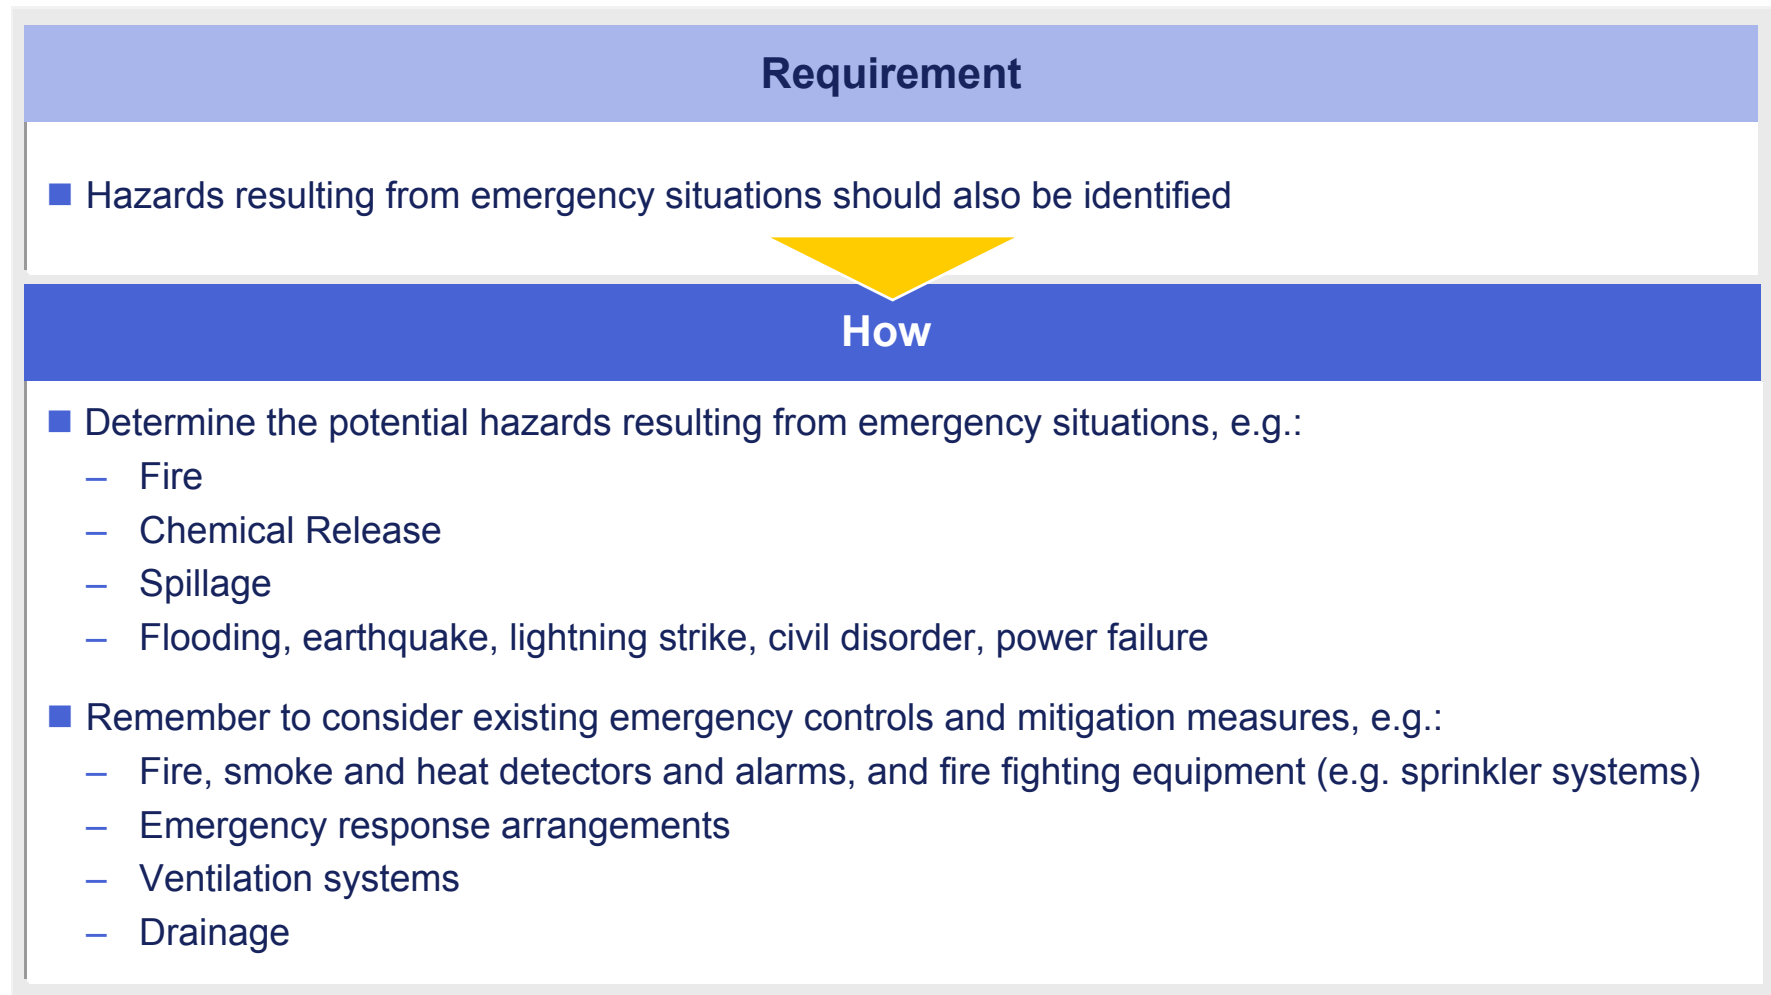 Requirement
■ Hazards resulting from emergency situations should also be identified
How
■ Determine the potential hazards resulting from emergency situations, e.g.:
– Fire
– Chemical Release
– Spillage
– Flooding, earthquake, lightning strike, civil disorder, power failure
■ Remember to consider existing emergency controls and mitigation measures, e.g.:
– Fire, smoke and heat detectors and alarms, and fire fighting equipment (e.g. sprinkler systems)
– Emergency response arrangements
– Ventilation systems
– Drainage